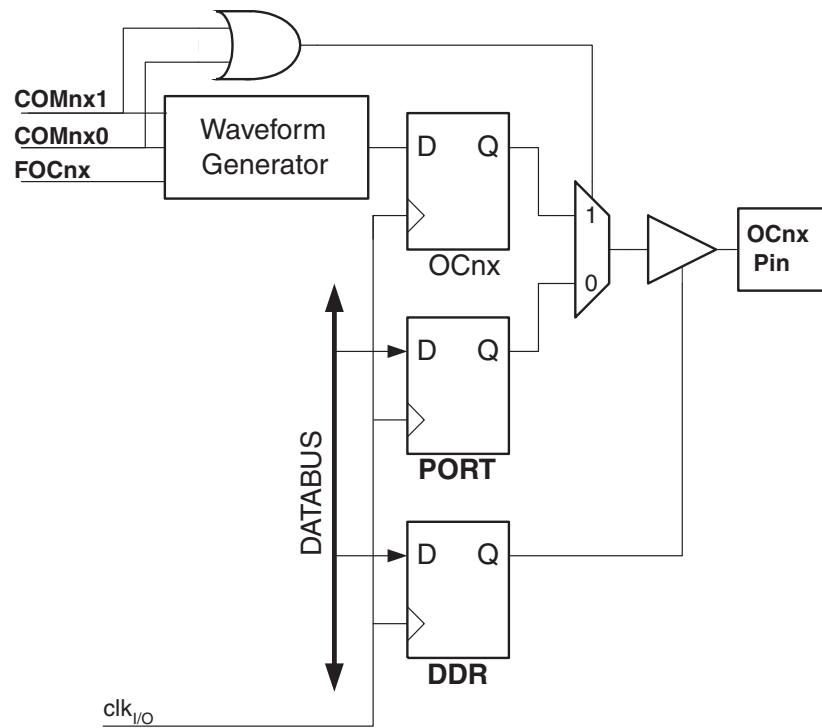 COMnx1
COMnx0
FOCnx
Waveform
Generator
D Q
OCnx
1
0
OCnx
Pin
D Q
PORT
DATABUS
D Q
DDR
clkI/O